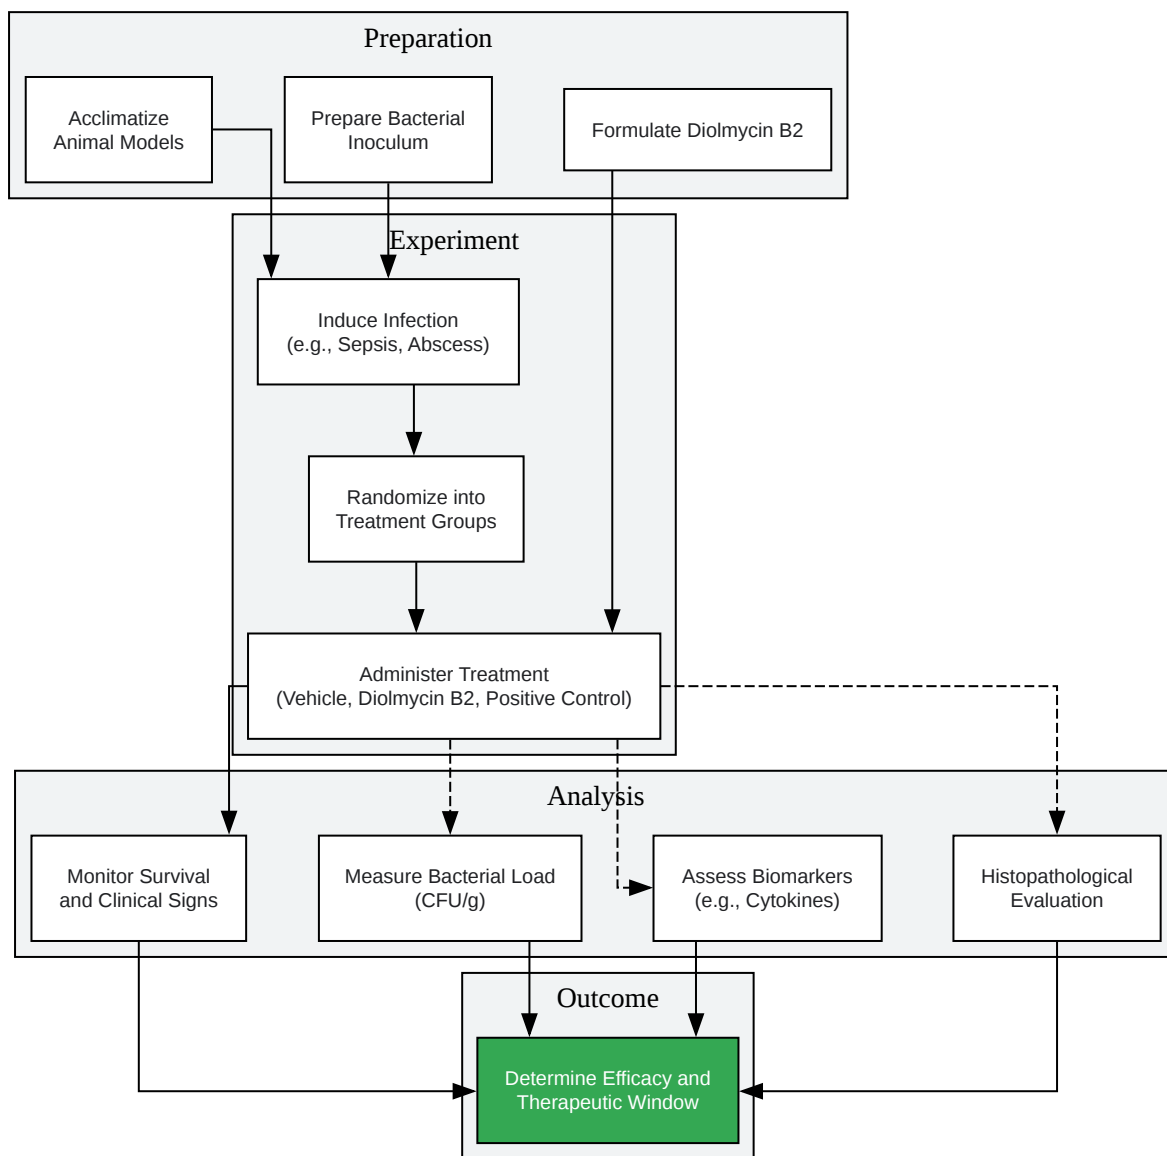 Preparation
Acclimatize
Animal Models
Prepare Bacterial
Inoculum
Formulate Diolmycin B2
Experiment
Induce Infection
(e.g., Sepsis, Abscess)
Randomize into
Treatment Groups
Administer Treatment
(Vehicle, Diolmycin B2, Positive Control)
Analysis
Monitor Survival
and Clinical Signs
Measure Bacterial Load
(CFU/g)
Assess Biomarkers
(e.g., Cytokines)
Histopathological
Evaluation
Outcome
Determine Efficacy and
Therapeutic Window